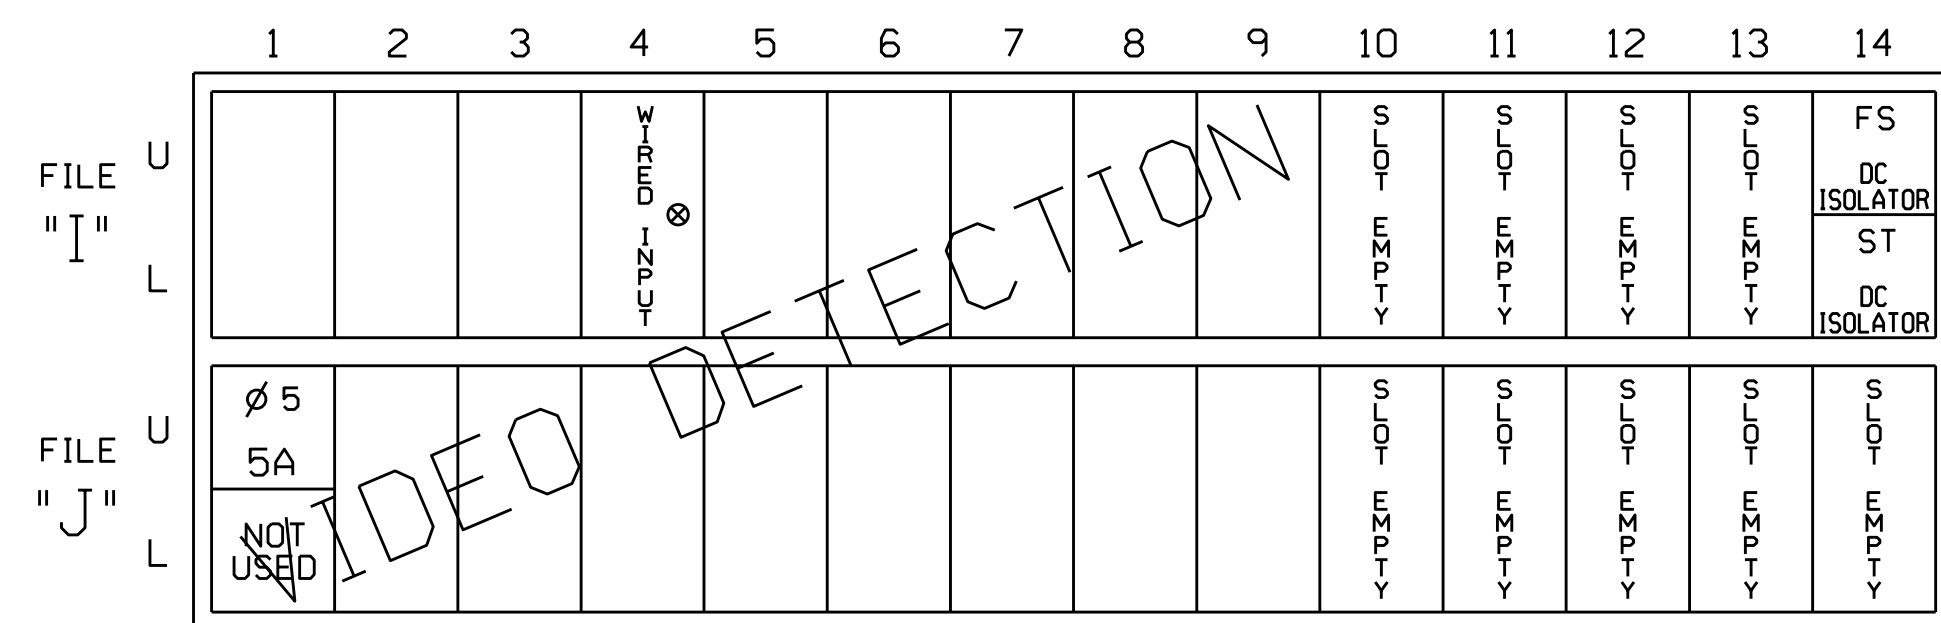 1 2 3 4 5 6 7 8 9 10 11 12 13 14
FILE "I"
U
L
WIRED INPUT
SLOT EMPTY
SLOT EMPTY
SLOT EMPTY
SLOT EMPTY
FS
DC
ISOLATOR
ST
DC
ISOLATOR
VIDEO DETECTION
FILE "J"
U
L
Ø 5
5A
NOT
USED
SLOT EMPTY
SLOT EMPTY
SLOT EMPTY
SLOT EMPTY
SLOT EMPTY